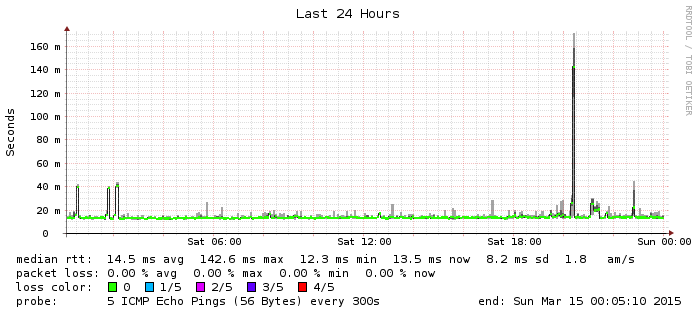 Last 24 Hours
RRDTOOL / TOBI OETIKER
Seconds
160 m
140 m
120 m
100 m
80 m
60 m
40 m
20 m
0
Sat 06:00 Sat 12:00 Sat 18:00 Sun 00:00
median rtt: 14.5 ms avg 142.6 ms max 12.3 ms min 13.5 ms now 8.2 ms sd 1.8 am/s
packet loss: 0.00 % avg 0.00 % max 0.00 % min 0.00 % now
loss color: 0 1/5 2/5 3/5 4/5
probe: 5 ICMP Echo Pings (56 Bytes) every 300s end: Sun Mar 15 00:05:10 2015